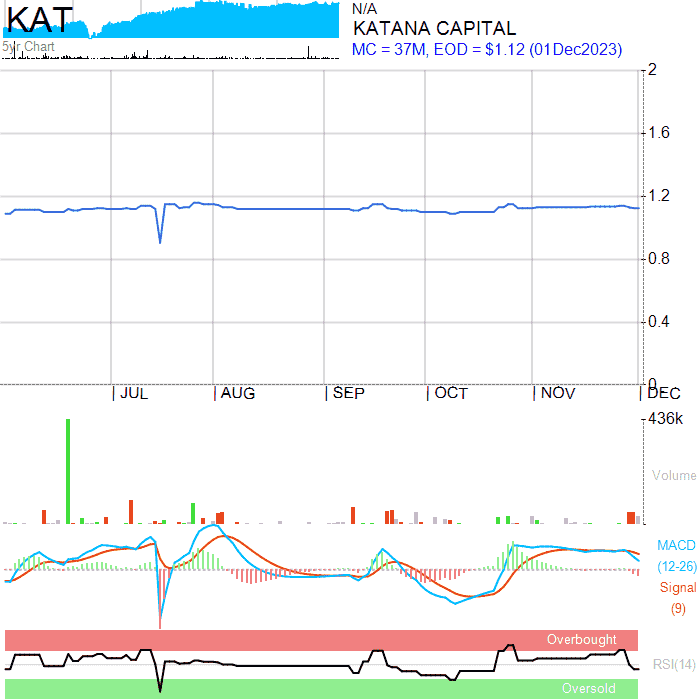 KAT
N/A
KATANA CAPITAL
5yr Chart
MC = 37M, EOD = $1.12 (01Dec2023)
2
1.6
1.2
0.8
0.4
0
JUL AUG SEP OCT NOV DEC
436k
Volume
MACD
(12-26)
Signal
(9)
Overbought
RSI(14)
Oversold